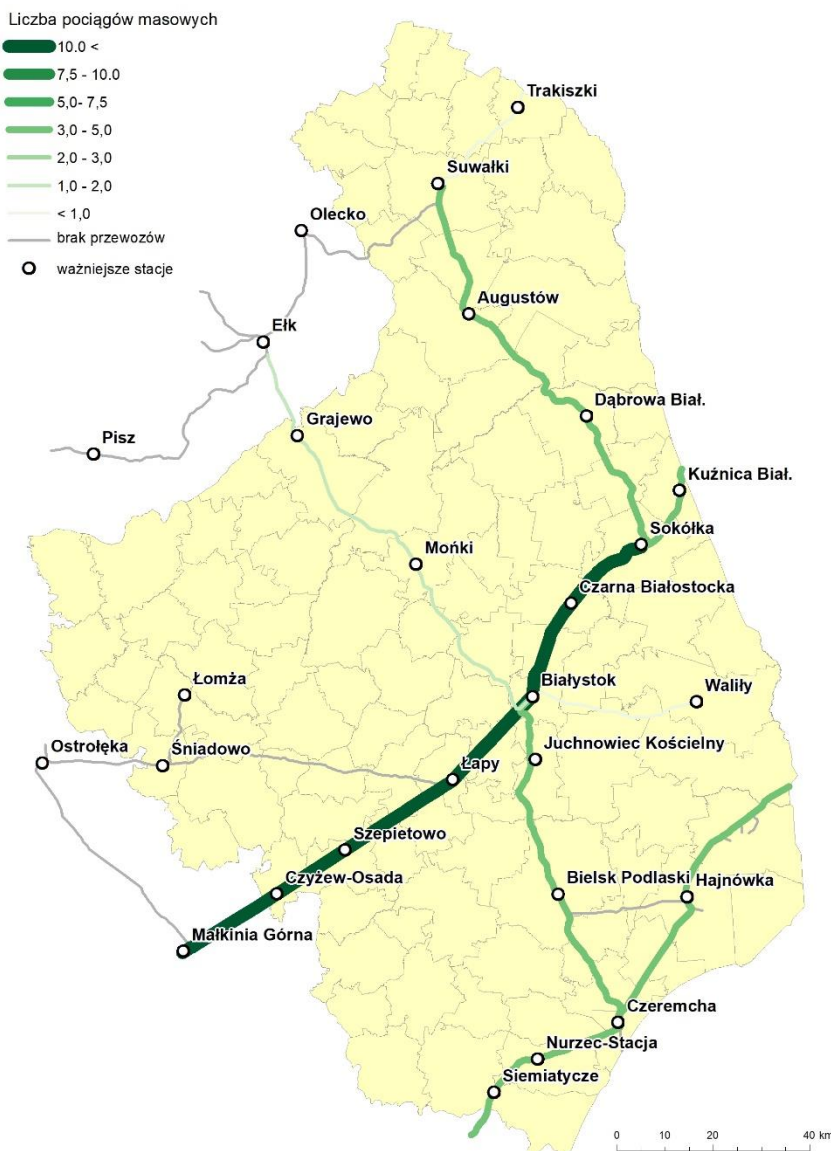 Liczba pociągów masowych
10.0 <
7,5 - 10.0
5,0- 7,5
3,0 - 5,0
2,0 - 3,0
1,0 - 2,0
< 1,0
brak przewozów
ważniejsze stacje
Trakiszki
Suwałki
Olecko
Augustów
Ełk
Dąbrowa Biał.
Grajewo
Pisz
Kuźnica Biał.
Sokółka
Mońki
Czarna Białostocka
Łomża
Białystok
Waliły
Ostrołęka
Śniadowo
Juchnowiec Kościelny
Łapy
Szepietowo
Czyżew-Osada
Bielsk Podlaski
Hajnówka
Małkinia Górna
Czeremcha
Nurzec-Stacja
Siemiatycze
0 10 20 40 km